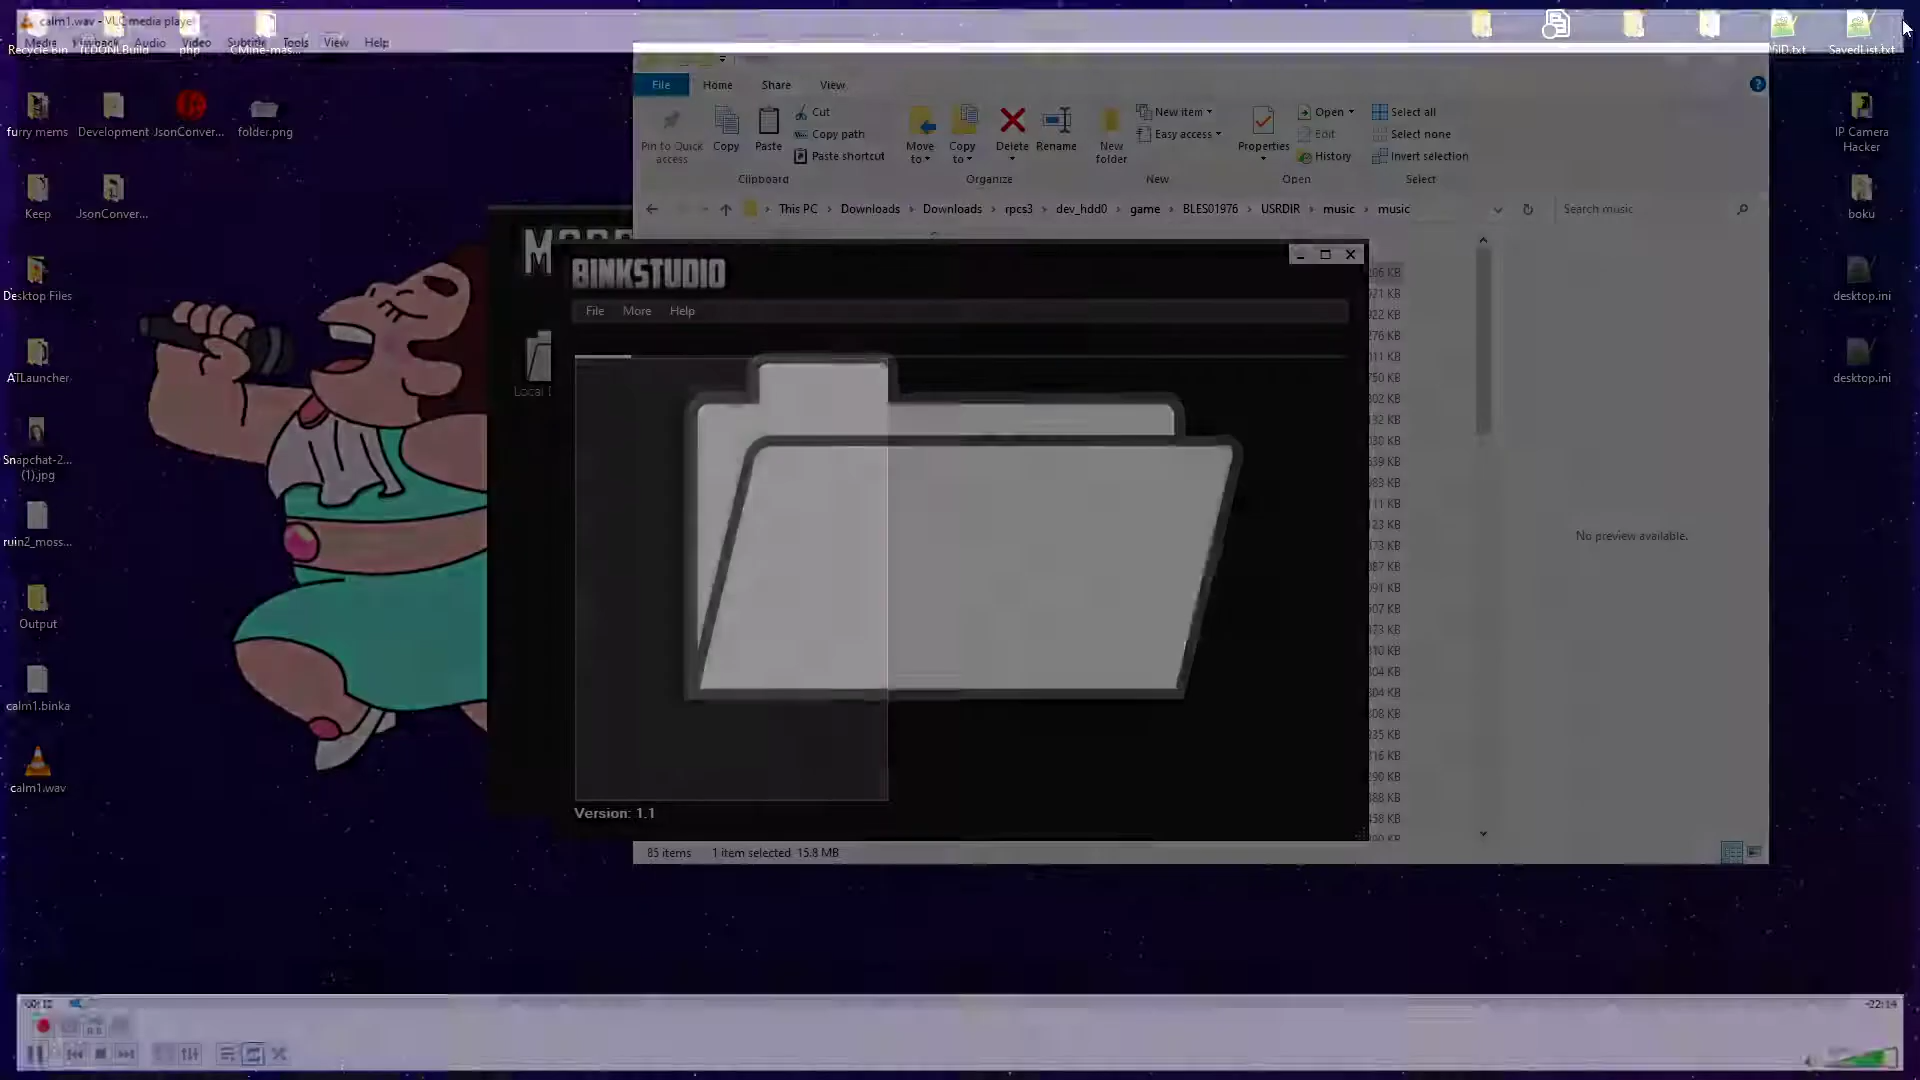 calm1.wav - VLC media player
Media Playback Audio Video Subtitle Tools View Help
Recycle Bin
php
CMine-mas...
SavedList.txt
File Home Share View
furry mems
Development
JsonConver...
folder.png
Pin to Quick access
Copy
Paste
Cut
Copy path
Paste shortcut
Clipboard
Move to
Copy to
Delete
Rename
Organize
New folder
New item
Easy access
New
Properties
Open
Edit
History
Open
Select all
Select none
Invert selection
Select
IP Camera Hacker
Keep
JsonConver...
This PC Downloads Downloads rpcs3 dev_hdd0 game BLES01976 USRDIR music music
Search music
boku
BINKSTUDIO
File More Help
Desktop Files
desktop.ini
ATLauncher
desktop.ini
Local
Snapchat-2... (1).jpg
ruin2_moss...
No preview available.
Output
calm1.binka
calm1.wav
Version: 1.1
85 items 1 item selected 15.8 MB
-22:14